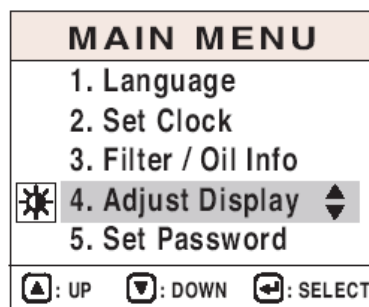 MAIN MENU
1. Language
2. Set Clock
3. Filter / Oil Info
4. Adjust Display
5. Set Password
: UP : DOWN : SELECT